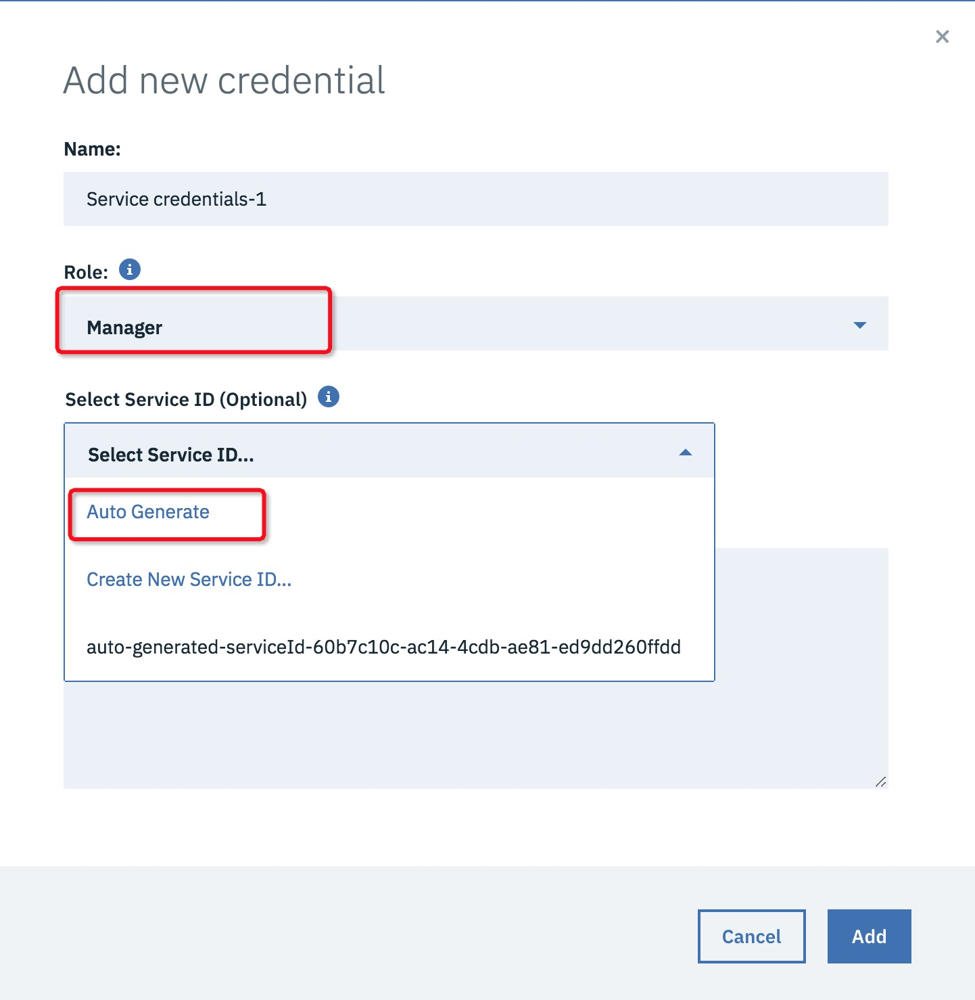 Add new credential
Name:
Service credentials-1
Role:
Manager
Select Service ID (Optional)
Select Service ID...
Auto Generate
Create New Service ID...
auto-generated-serviceId-60b7c10c-ac14-4cdb-ae81-ed9dd260ffdd
Cancel
Add